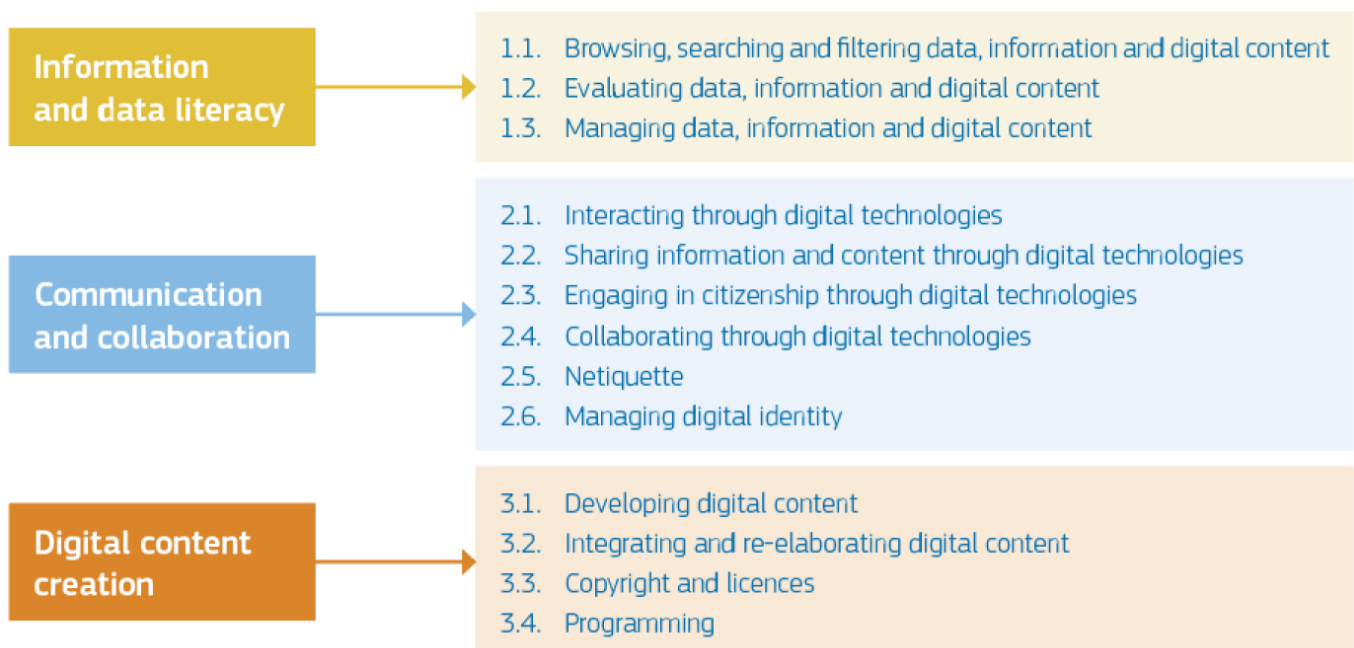 Information
and data literacy
1.1. Browsing, searching and filtering data, information and digital content
1.2. Evaluating data, information and digital content
1.3. Managing data, information and digital content
Communication
and collaboration
2.1. Interacting through digital technologies
2.2. Sharing information and content through digital technologies
2.3. Engaging in citizenship through digital technologies
2.4. Collaborating through digital technologies
2.5. Netiquette
2.6. Managing digital identity
Digital content
creation
3.1. Developing digital content
3.2. Integrating and re-elaborating digital content
3.3. Copyright and licences
3.4. Programming